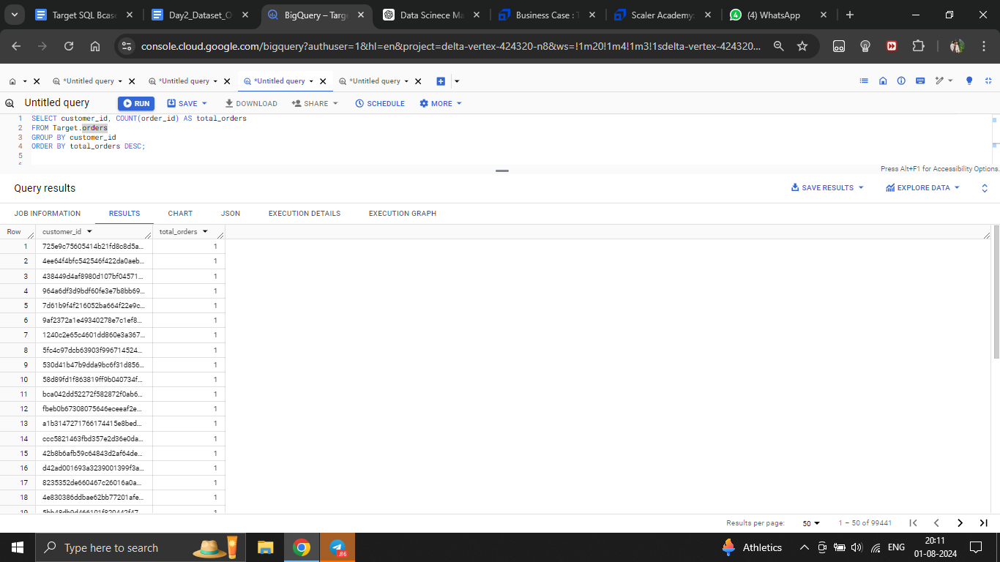 Target SQL Bcase
Day2_Dataset_O
BigQuery – Targe
Data Scinece Ma
Business Case : T
Scaler Academy
(4) WhatsApp
console.cloud.google.com/bigquery?authuser=1&hl=en&project=delta-vertex-424320-n8&ws=!1m20!1m4!1m3!1sdelta-vertex-424320...
*Untitled query
*Untitled query
*Untitled query
*Untitled query
Untitled query
RUN
SAVE
DOWNLOAD
SHARE
SCHEDULE
MORE
1 SELECT customer_id, COUNT(order_id) AS total_orders
2 FROM Target.orders
3 GROUP BY customer_id
4 ORDER BY total_orders DESC;
5
Press Alt+F1 for Accessibility Options.
Query results
SAVE RESULTS
EXPLORE DATA
JOB INFORMATION RESULTS CHART JSON EXECUTION DETAILS EXECUTION GRAPH
Row customer_id total_orders
1 725e9c75605414b21fd8c8d5a... 1
2 4ee64f4bfc542546f422da0aeb... 1
3 438449d4af8980d107bf04571... 1
4 964a6df3d9bdf60fe3e7b8bb69... 1
5 7d61b9f4f216052ba664f22e9c... 1
6 9af2372a1e49340278e7c1ef8... 1
7 1240c2e65c4601dd860e3a367... 1
8 5fc4c97dcb63903f996714524... 1
9 530d41b47b9dda9bc6f31d856... 1
10 58d89fd1f863819ff9b040734f... 1
11 bca042dd52272f582872f0ab6... 1
12 fbeb0b67308075646eceeaf2e... 1
13 a1b3147271766174415e8bed... 1
14 ccc5821463fbd357e2d36e0da... 1
15 42b8b6afb59c64843d2af64de... 1
16 d42ad001693a3239001399f3a... 1
17 8235352de660467c26016a0a... 1
18 4e830386ddbae62bb77201afe... 1
Results per page: 50 1 – 50 of 99441
Type here to search
86
Athletics
ENG
20:11
01-08-2024